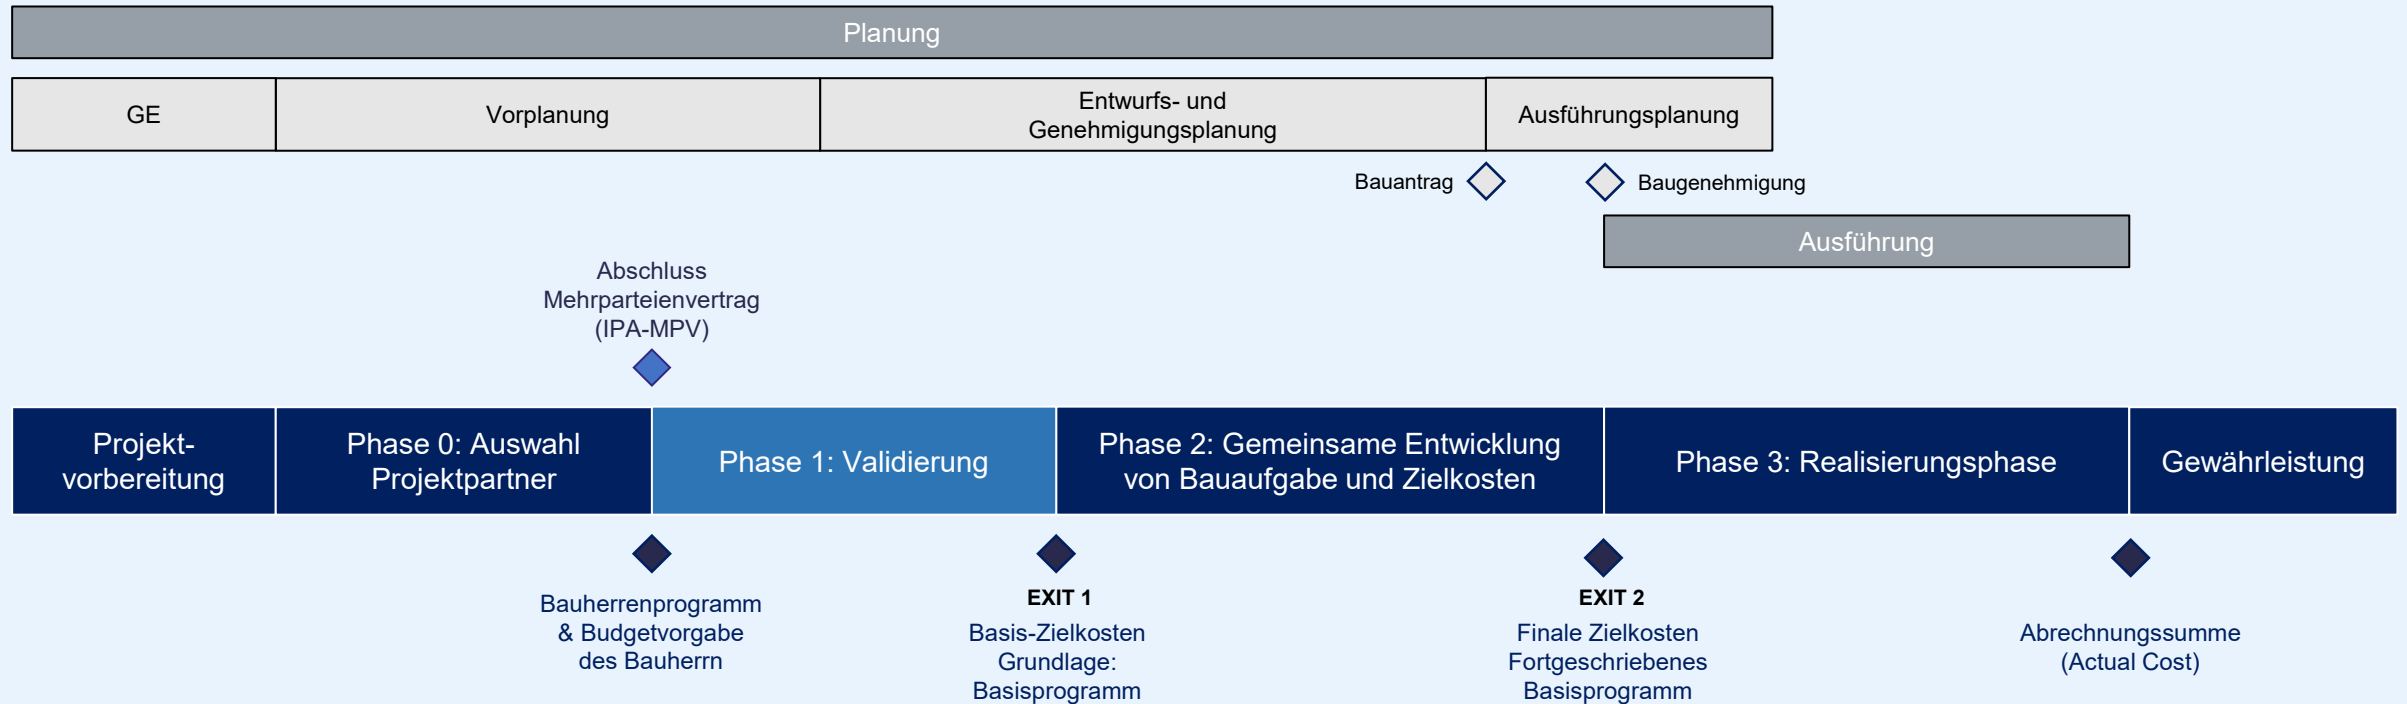 Planung
GE
Vorplanung
Entwurfs- und
Genehmigungsplanung
Ausführungsplanung
Bauantrag
Baugenehmigung
Ausführung
Abschluss
Mehrparteienvertrag
(IPA-MPV)
Projekt-
vorbereitung
Phase 0: Auswahl
Projektpartner
Phase 1: Validierung
Phase 2: Gemeinsame Entwicklung
von Bauaufgabe und Zielkosten
Phase 3: Realisierungsphase
Gewährleistung
Bauherrenprogramm
& Budgetvorgabe
des Bauherrn
EXIT 1
Basis-Zielkosten
Grundlage:
Basisprogramm
EXIT 2
Finale Zielkosten
Fortgeschriebenes
Basisprogramm
Abrechnungssumme
(Actual Cost)